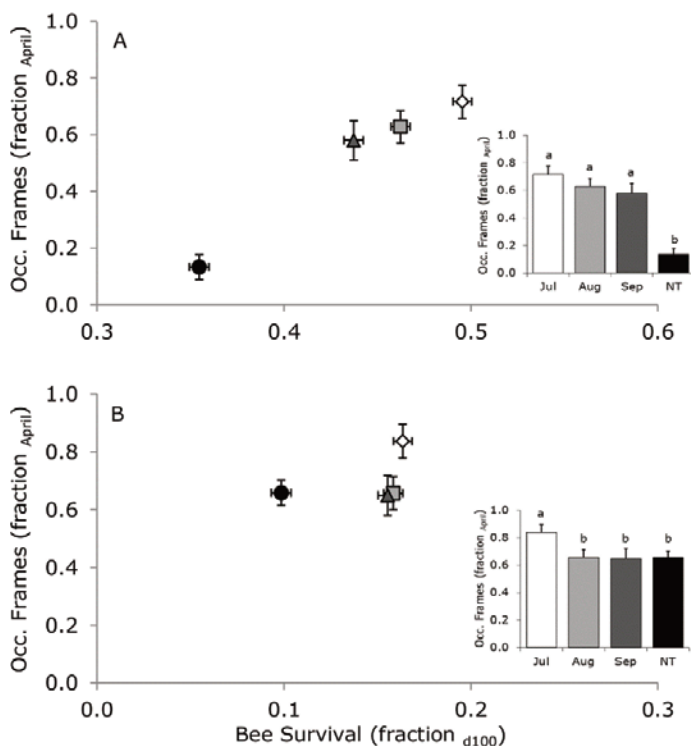 A
Occ. Frames (fraction April)
1.0
0.8
0.6
0.4
0.2
0.0
0.3
0.4
0.5
0.6
Occ. Frames (fraction April)
1.0
0.8
0.6
0.4
0.2
0.0
a
a
a
b
Jul
Aug
Sep
NT
B
Occ. Frames (fraction April)
1.0
0.8
0.6
0.4
0.2
0.0
0.0
0.1
0.2
0.3
Bee Survival (fraction d100)
Occ. Frames (fraction April)
1.0
0.8
0.6
0.4
0.2
0.0
a
b
b
b
Jul
Aug
Sep
NT